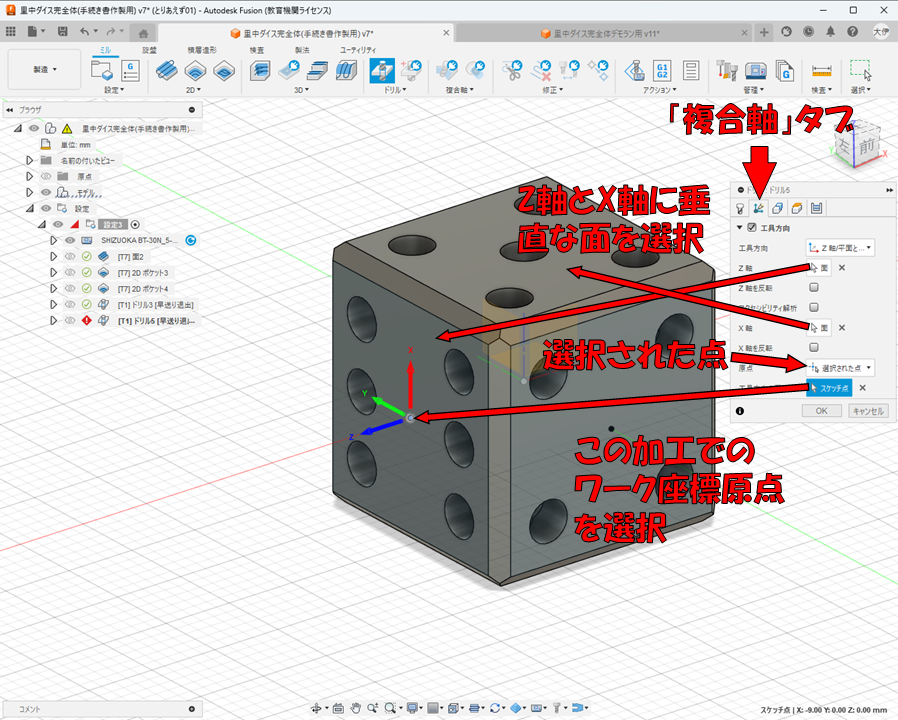 里中ダイス完全体(手続き書作製用) v7* (とりあえず01) - Autodesk Fusion (教育機関ライセンス)
里中ダイス完全体(手続き書作製用) v7*
里中ダイス完全体デモラン用 v11*
大伊
ミル
旋盤
積層造形
検査
製法
ユーティリティ
製造
設定
2D
3D
ドリル
複合軸
修正
アクション
管理
検査
選択
G1
G2
ブラウザ
里中ダイス完全体(手続き書作製用)...
単位: mm
名前の付いたビュー
原点
モデル
設定
設定3
SHIZUOKA BT-30N_5-...
[T7] 面2
[T7] 2D ポケット3
[T7] 2D ポケット4
[T1] ドリル3 [早送り退出]
[T1] ドリル5 [早送り退...
「複合軸」タブ
左
前
X
ドリル5
工具方向
工具方向
Z 軸/平面と...
Z 軸
面
Z 軸を反転
アクセシビリティ解析
X 軸
面
X 軸を反転
原点
選択された点
スケッチ点
OK
キャンセル
Z軸とX軸に垂
直な面を選択
選択された点
この加工での
ワーク座標原点
を選択
X
Y
Z
コメント
スケッチ点 | X: -9.00 Y: 0.00 Z: 0.00 mm